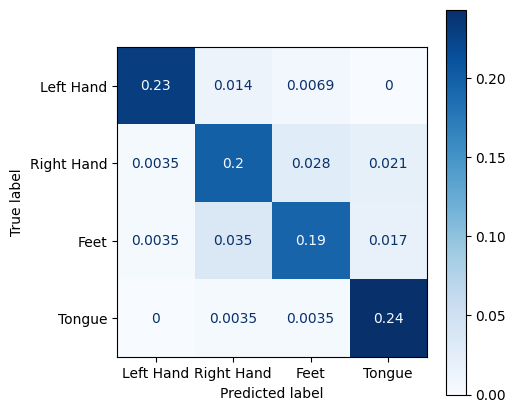 Left Hand 0.23 0.014 0.0069 0
Right Hand 0.0035 0.2 0.028 0.021
Feet 0.0035 0.035 0.19 0.017
Tongue 0 0.0035 0.0035 0.24
Left Hand Right Hand Feet Tongue
Predicted label
True label
0.20
0.15
0.10
0.05
0.00